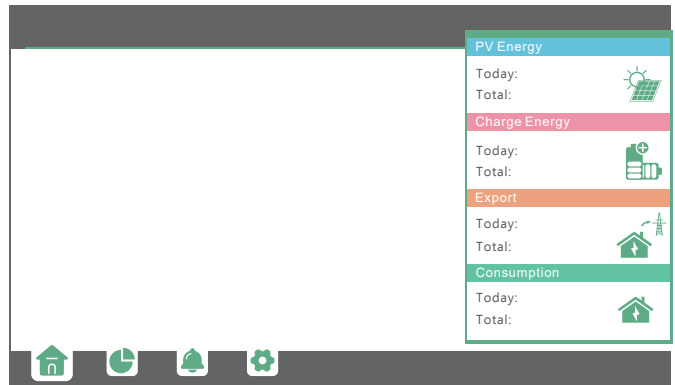 PV Energy
Today:
Total:
Charge Energy
Today:
Total:
Export
Today:
Total:
Consumption
Today:
Total: